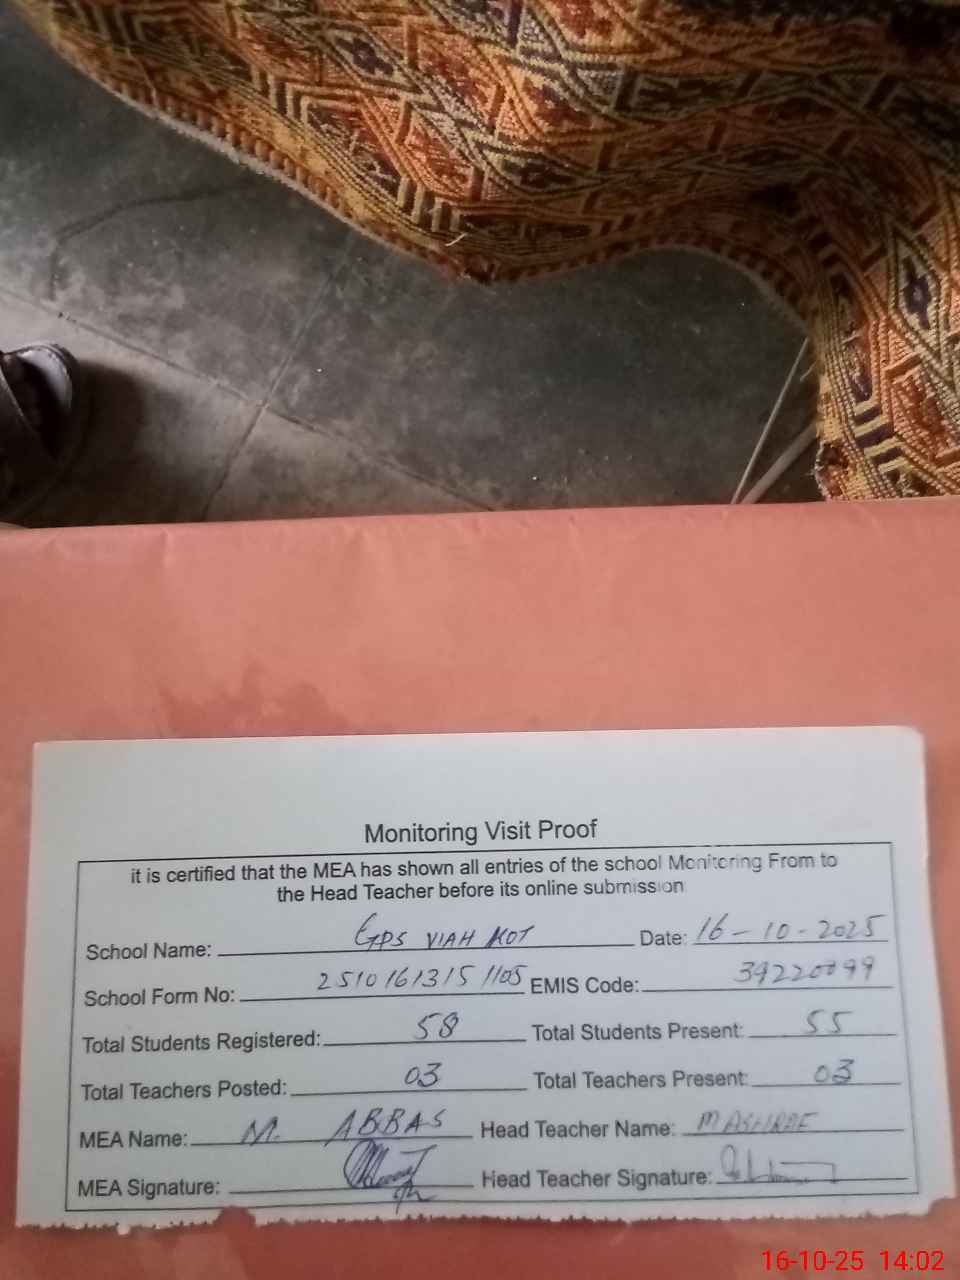 Monitoring Visit Proof
it is certified that the MEA has shown all entries of the school Monitoring From to
the Head Teacher before its online submission
School Name: GPS VIAH KOT Date: 16-10-2025
School Form No: 2510161315 1105 EMIS Code: 39220099
Total Students Registered: 58 Total Students Present: 55
Total Teachers Posted: 03 Total Teachers Present: 03
MEA Name: M. ABBAS Head Teacher Name: M ASHRAF
MEA Signature: Head Teacher Signature:
16-10-25 14:02